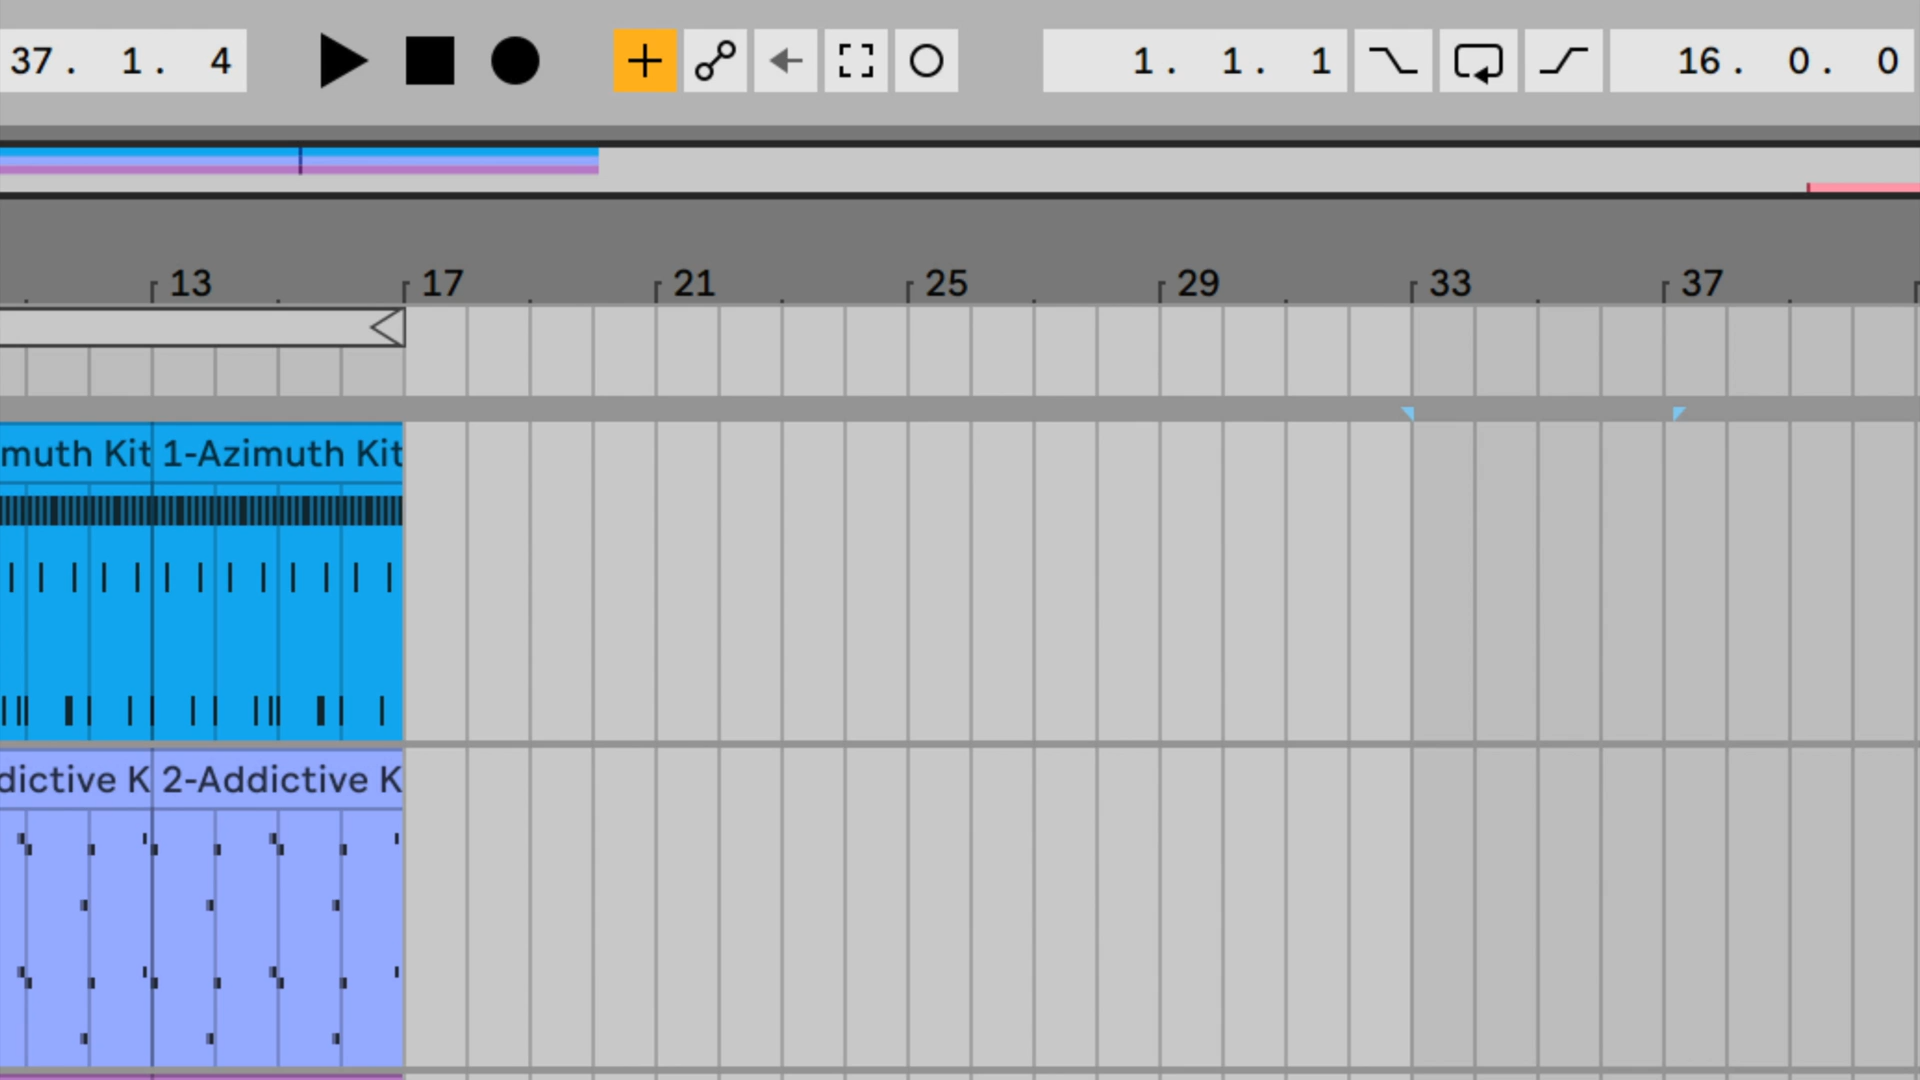 37. 1. 4
1. 1. 1
16. 0. 0
13 17 21 25 29 33 37
muth Kit 1-Azimuth Kit
dictive K 2-Addictive K